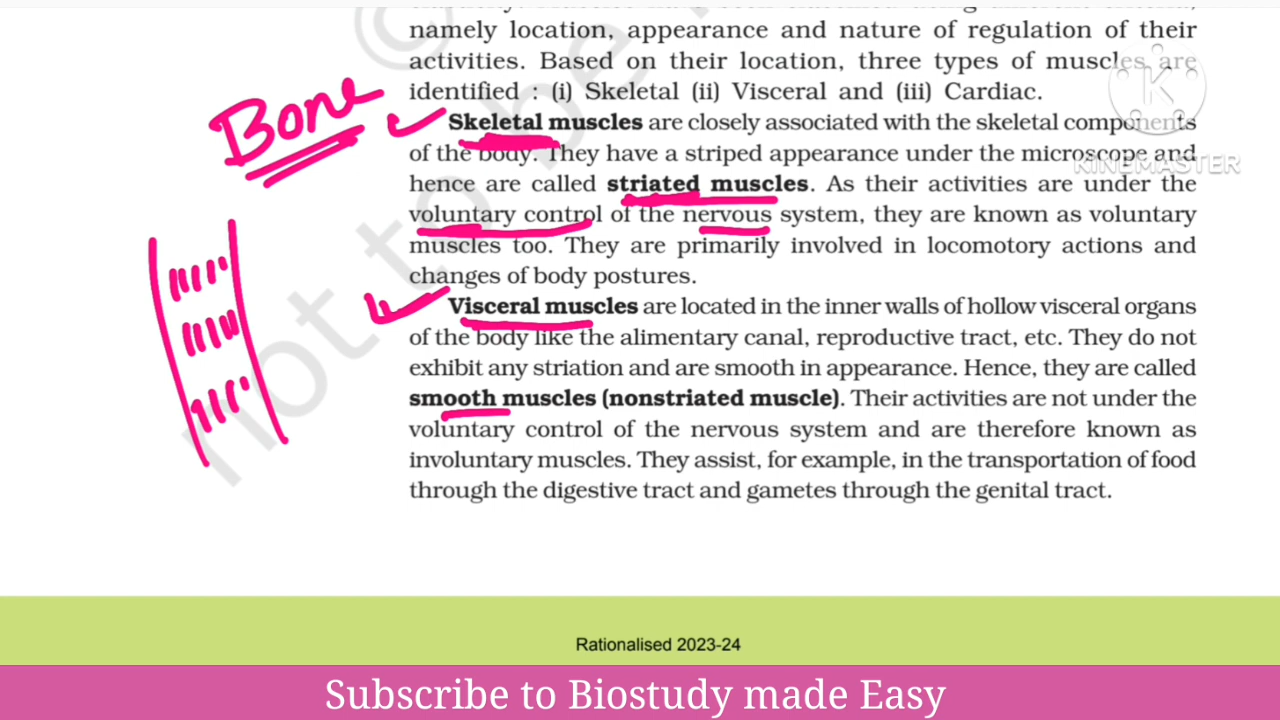 namely location, appearance and nature of regulation of their
activities. Based on their location, three types of muscles are
identified : (i) Skeletal (ii) Visceral and (iii) Cardiac.
Bone
Skeletal muscles are closely associated with the skeletal components
of the body. They have a striped appearance under the microscope and
hence are called striated muscles. As their activities are under the
voluntary control of the nervous system, they are known as voluntary
muscles too. They are primarily involved in locomotory actions and
changes of body postures.
Visceral muscles are located in the inner walls of hollow visceral organs
of the body like the alimentary canal, reproductive tract, etc. They do not
exhibit any striation and are smooth in appearance. Hence, they are called
smooth muscles (nonstriated muscle). Their activities are not under the
voluntary control of the nervous system and are therefore known as
involuntary muscles. They assist, for example, in the transportation of food
through the digestive tract and gametes through the genital tract.
K
KINEMASTER
©
not to be
Rationalised 2023-24
Subscribe to Biostudy made Easy